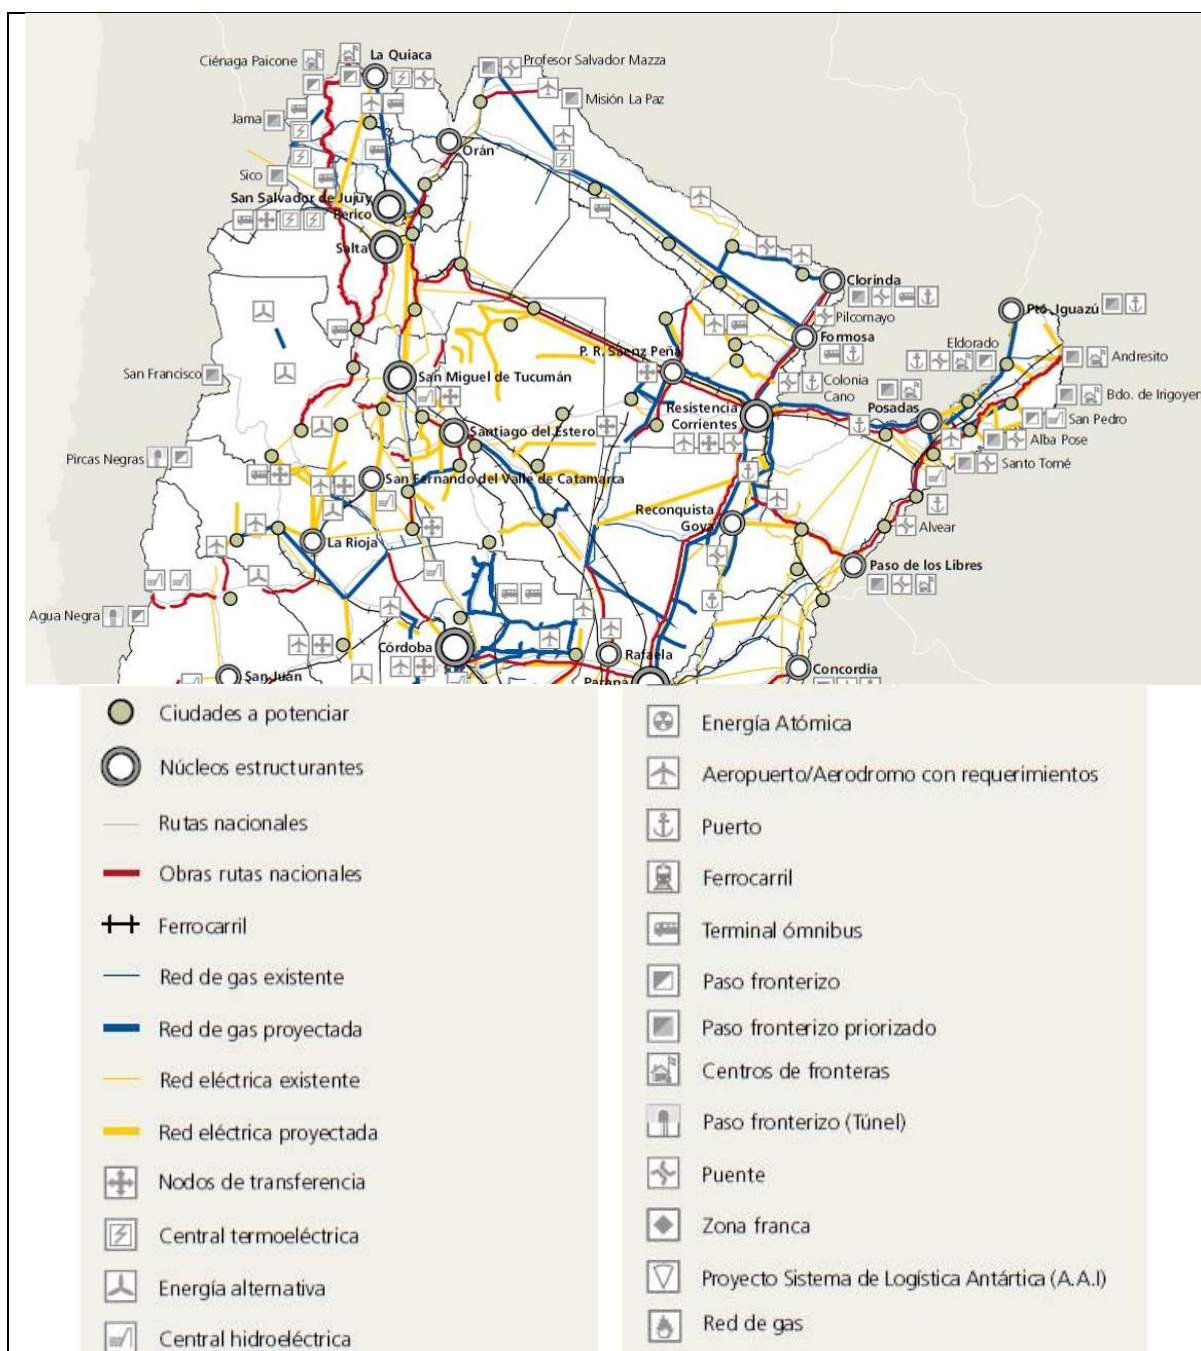 Ciénaga Paicone
La Quiaca
Profesor Salvador Mazza
Misión La Paz
Jama
Orán
Sico
San Salvador de Jujuy
Perico
Salta
Clorinda
Pilcomayo
Pto. Iguazú
Formosa
Eldorado
Andresito
P. R. Sáenz Peña
San Francisco
San Miguel de Tucumán
Colonia
Cano
Bdo. de Irigoyen
Resistencia
Corrientes
Posadas
San Pedro
Santiago del Estero
Alba Pose
Pircas Negras
Santo Tomé
San Fernando del Valle de Catamarca
Reconquista
Goya
Alvear
La Rioja
Paso de los Libres
Agua Negra
Córdoba
Rafaela
Concordia
San Juán
Paraná
Ciudades a potenciar
Núcleos estructurantes
Rutas nacionales
Obras rutas nacionales
Ferrocarril
Red de gas existente
Red de gas proyectada
Red eléctrica existente
Red eléctrica proyectada
Nodos de transferencia
Central termoeléctrica
Energía alternativa
Central hidroeléctrica
Energía Atómica
Aeropuerto/Aerodromo con requerimientos
Puerto
Ferrocarril
Terminal ómnibus
Paso fronterizo
Paso fronterizo priorizado
Centros de fronteras
Paso fronterizo (Túnel)
Puente
Zona franca
Proyecto Sistema de Logística Antártica (A.A.I)
Red de gas